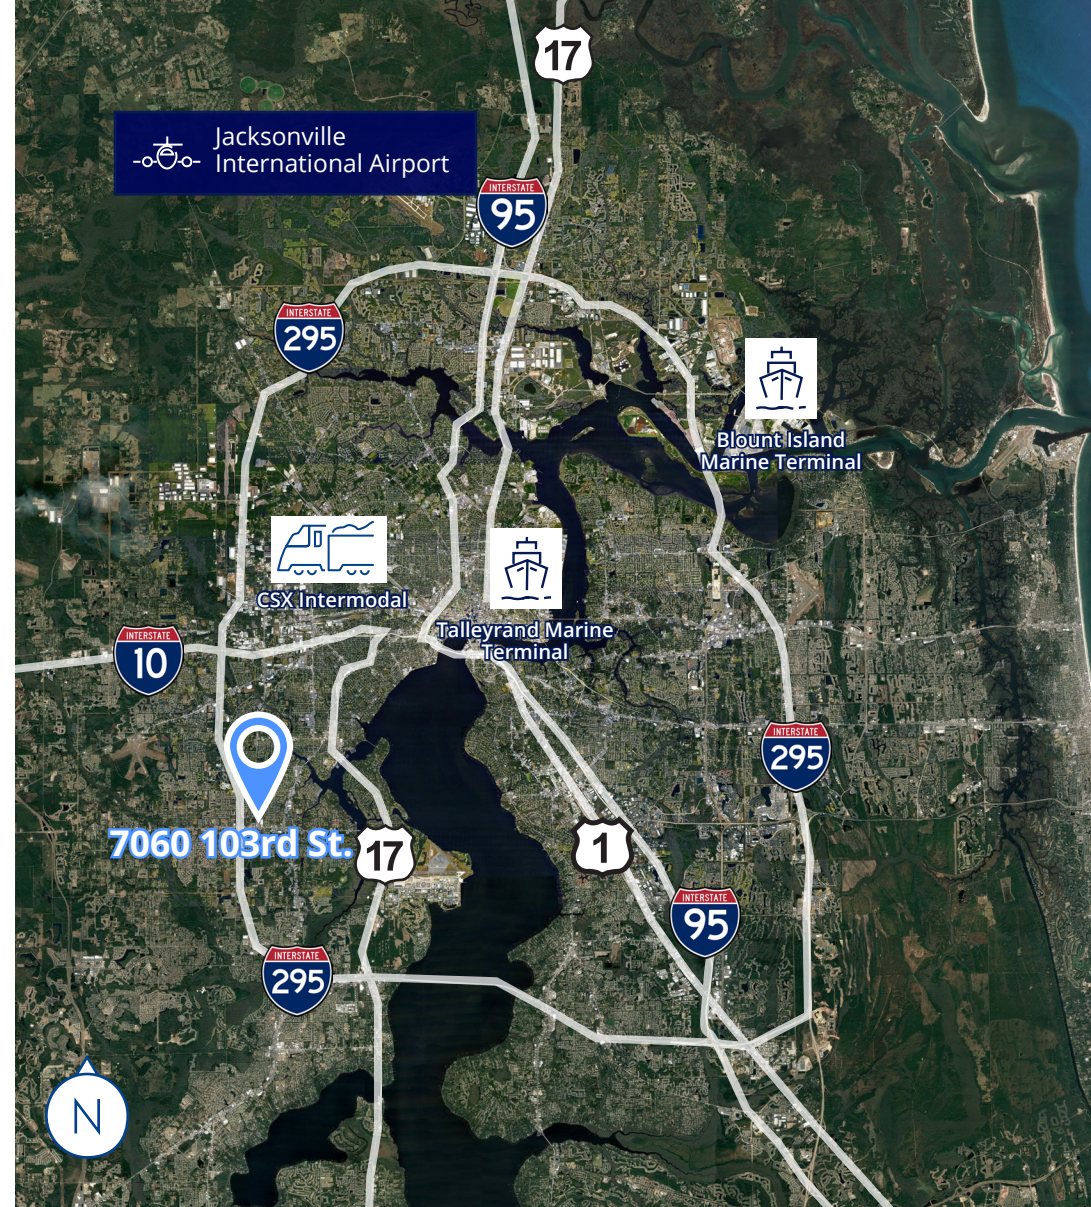 17
Jacksonville
International Airport
INTERSTATE
95
INTERSTATE
295
Blount Island
Marine Terminal
CSX Intermodal
Talleyrand Marine
Terminal
INTERSTATE
10
INTERSTATE
295
7060 103rd St.
17
1
INTERSTATE
95
INTERSTATE
295
N